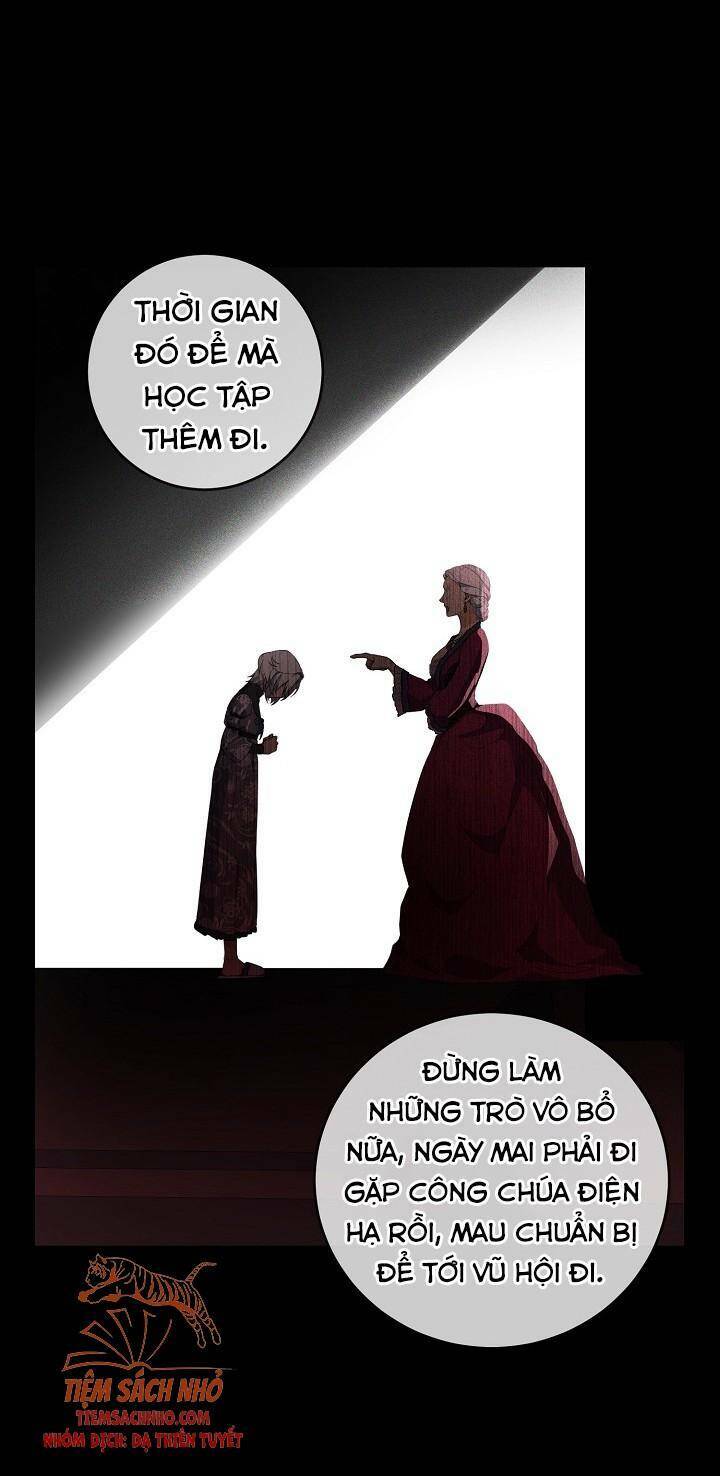 THỜI GIAN
ĐÓ ĐỂ MÀ
HỌC TẬP
THÊM ĐI.
ĐỪNG LÀM
NHỮNG TRÒ VÔ BỔ
NỮA, NGÀY MAI PHẢI ĐI
GẶP CÔNG CHÚA ĐIỆN
HẠ RỒI, MAU CHUẨN BỊ
ĐỂ TỚI VŨ HỘI ĐI.
TIỆM SÁCH NHỎ
TIEMSACHNHO.COM
NHÓM DỊCH: DẠ THIÊN TUYẾT